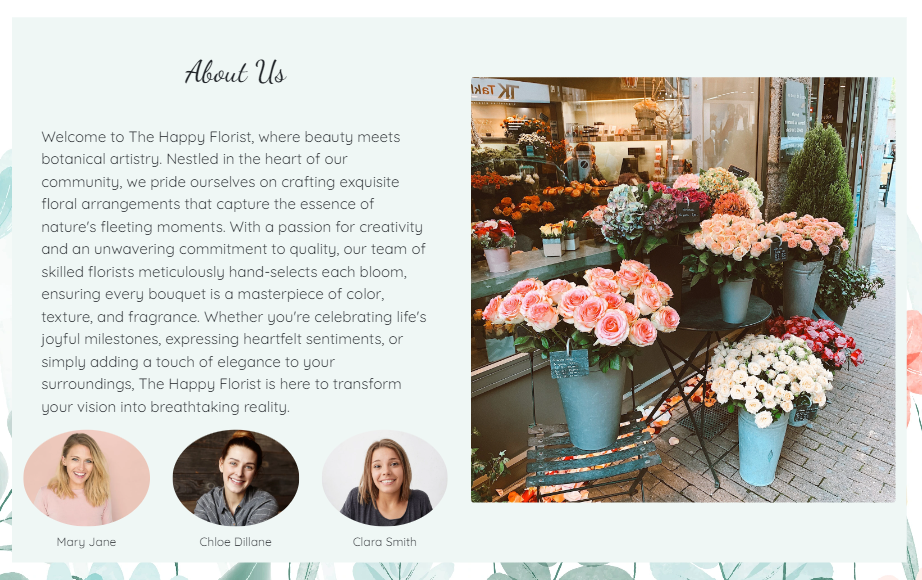 About Us
Welcome to The Happy Florist, where beauty meets
botanical artistry. Nestled in the heart of our
community, we pride ourselves on crafting exquisite
floral arrangements that capture the essence of
nature's fleeting moments. With a passion for creativity
and an unwavering commitment to quality, our team of
skilled florists meticulously hand-selects each bloom,
ensuring every bouquet is a masterpiece of color,
texture, and fragrance. Whether you're celebrating life's
joyful milestones, expressing heartfelt sentiments, or
simply adding a touch of elegance to your
surroundings, The Happy Florist is here to transform
your vision into breathtaking reality.
Mary Jane
Chloe Dillane
Clara Smith